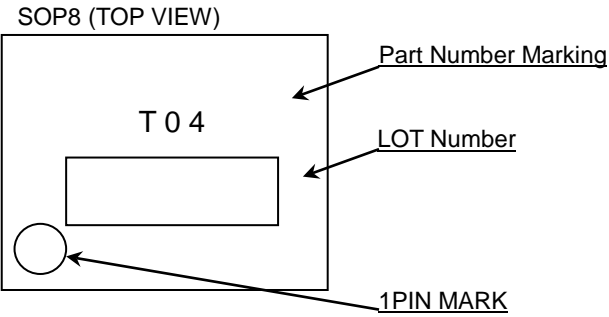 SOP8 (TOP VIEW)
Part Number Marking
T 0 4
LOT Number
1PIN MARK